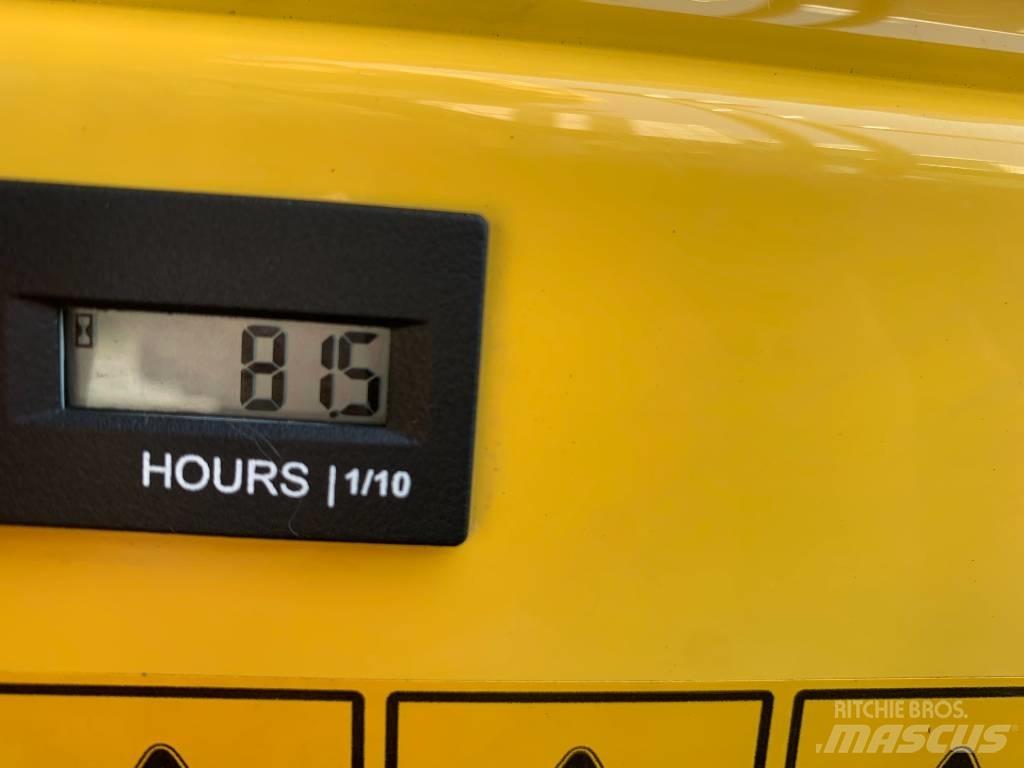 81.5
HOURS | 1/10
RITCHIE BROS.
MASCUS